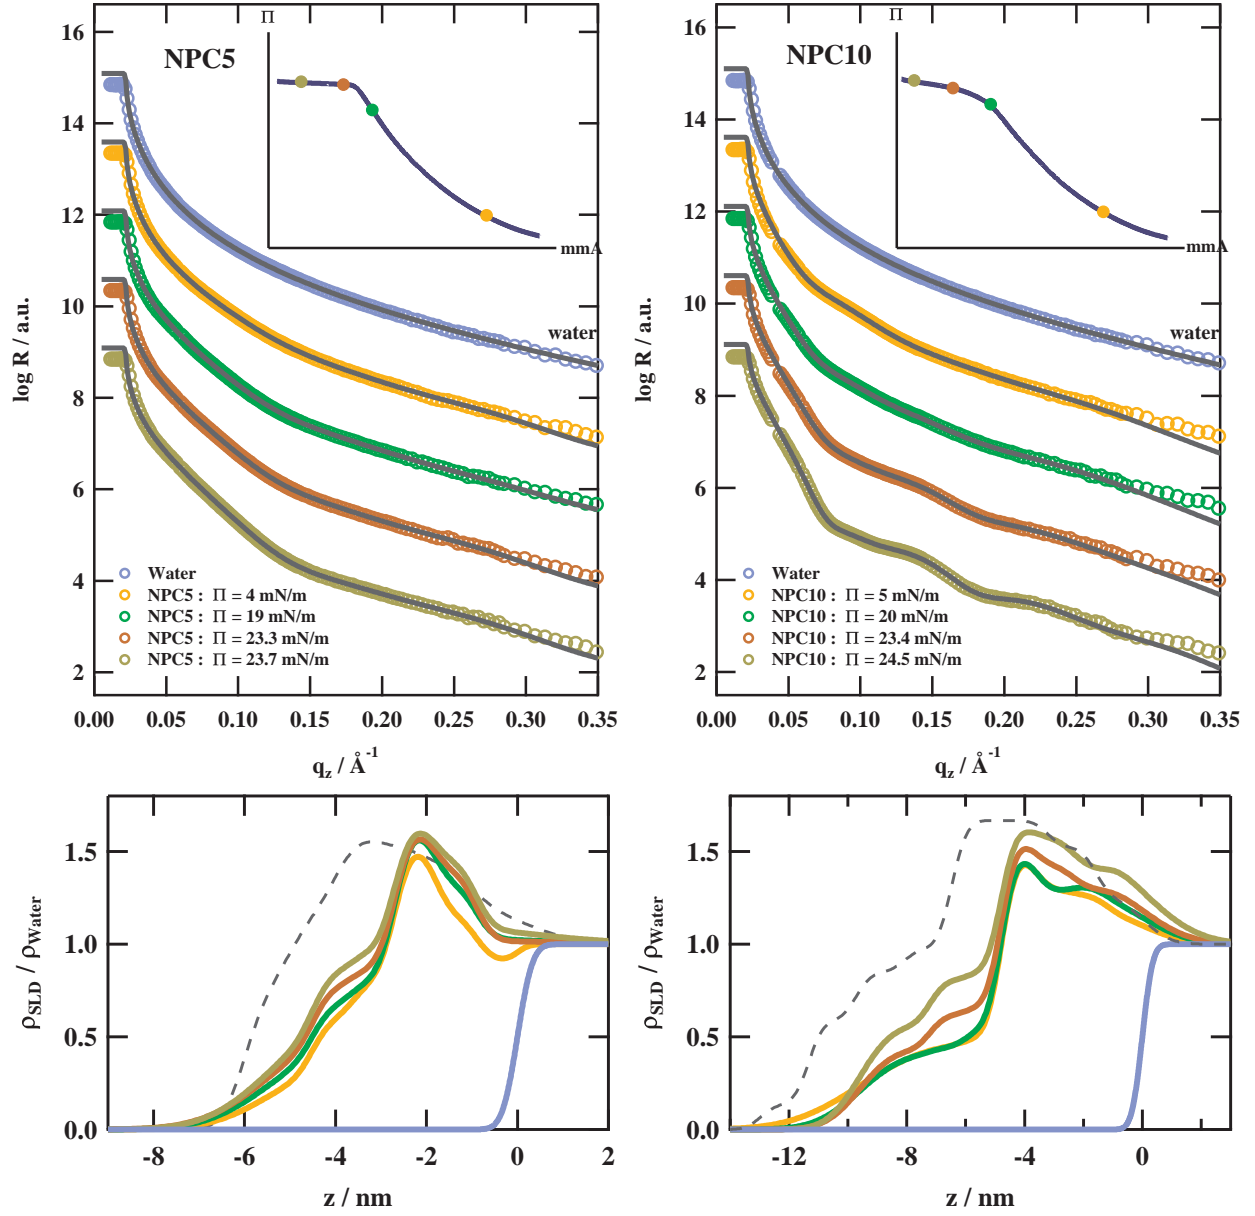 NPC5
Π
mmA
16
14
12
10
8
6
4
2
log R / a.u.
water
Water
NPC5 : Π = 4 mN/m
NPC5 : Π = 19 mN/m
NPC5 : Π = 23.3 mN/m
NPC5 : Π = 23.7 mN/m
0.00 0.05 0.10 0.15 0.20 0.25 0.30 0.35
q_z / Å⁻¹
NPC10
Π
mmA
16
14
12
10
8
6
4
2
log R / a.u.
water
Water
NPC10 : Π = 5 mN/m
NPC10 : Π = 20 mN/m
NPC10 : Π = 23.4 mN/m
NPC10 : Π = 24.5 mN/m
0.00 0.05 0.10 0.15 0.20 0.25 0.30 0.35
q_z / Å⁻¹
1.5
1.0
0.5
0.0
ρ_SLD / ρ_Water
-8 -6 -4 -2 0 2
z / nm
1.5
1.0
0.5
0.0
ρ_SLD / ρ_Water
-12 -8 -4 0
z / nm